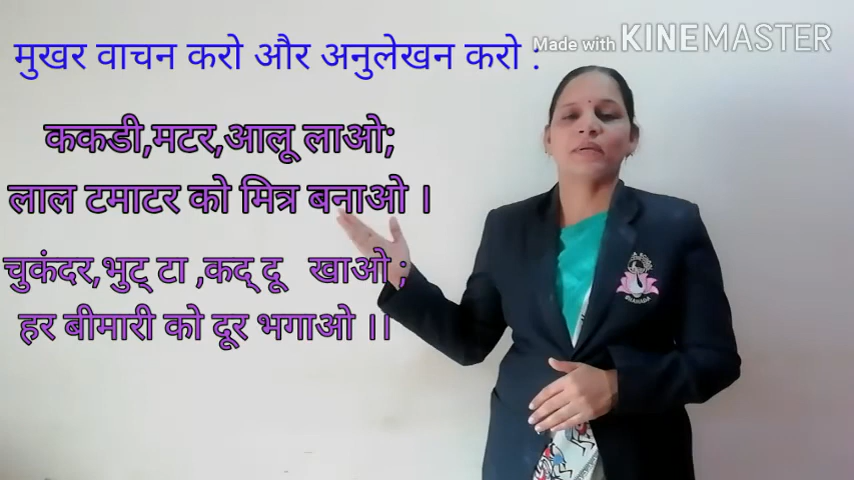 मुखर वाचन करो और अनुलेखन करो :
Made with KINEMASTER
ककडी,मटर,आलू लाओ;
लाल टमाटर को मित्र बनाओ ।
चुकंदर,भुट् टा ,कद् दू खाओ ;
हर बीमारी को दूर भगाओ ।।